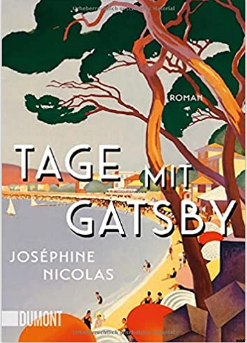 ROMAN
TAGE MIT
GATSBY
JOSÉPHINE
NICOLAS
DUMONT